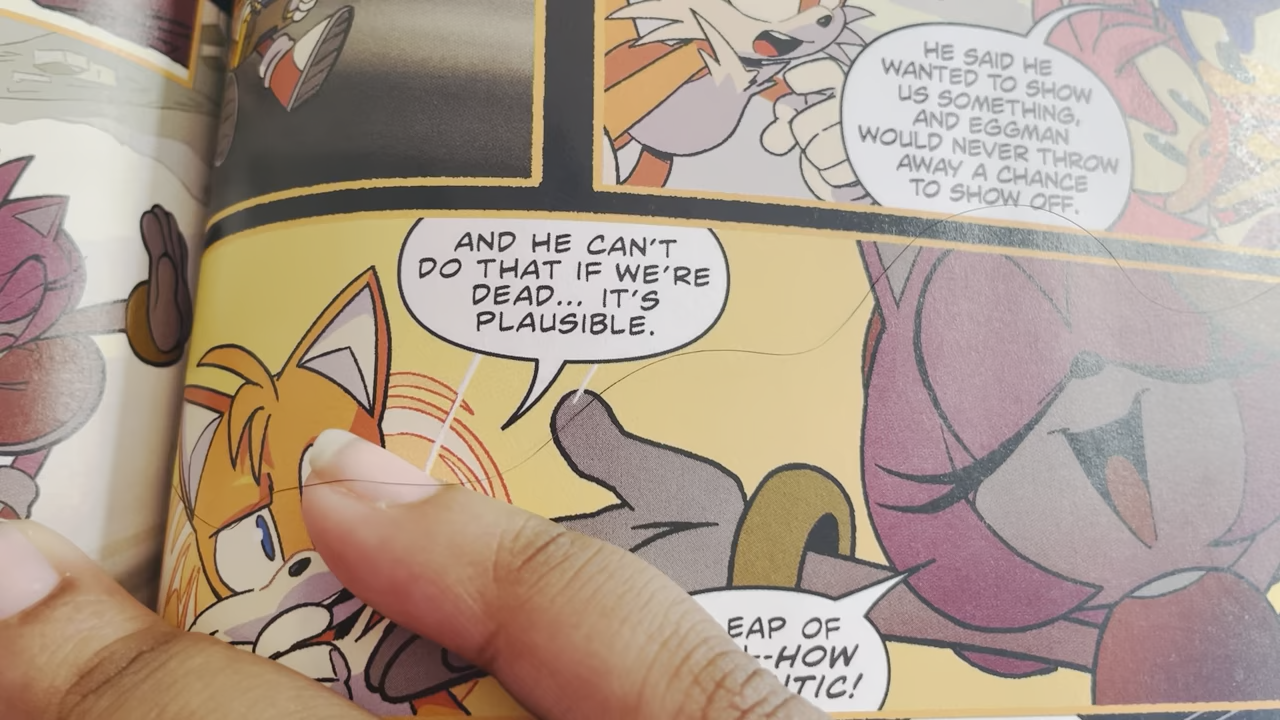 HE SAID HE
WANTED TO SHOW
US SOMETHING,
AND EGGMAN
WOULD NEVER THROW
AWAY A CHANCE
TO SHOW OFF.
AND HE CAN'T
DO THAT IF WE'RE
DEAD... IT'S
PLAUSIBLE.
EAP OF
--HOW
TIC!